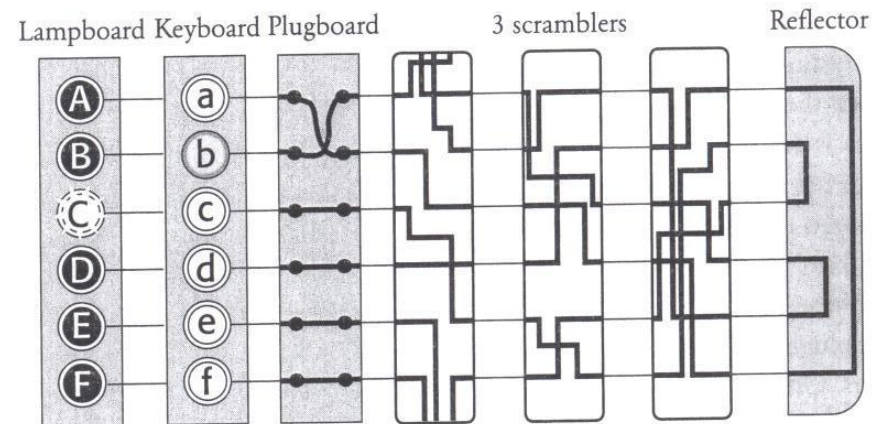 Lampboard Keyboard Plugboard 3 scramblers Reflector
A a
B b
C c
D d
E e
F f